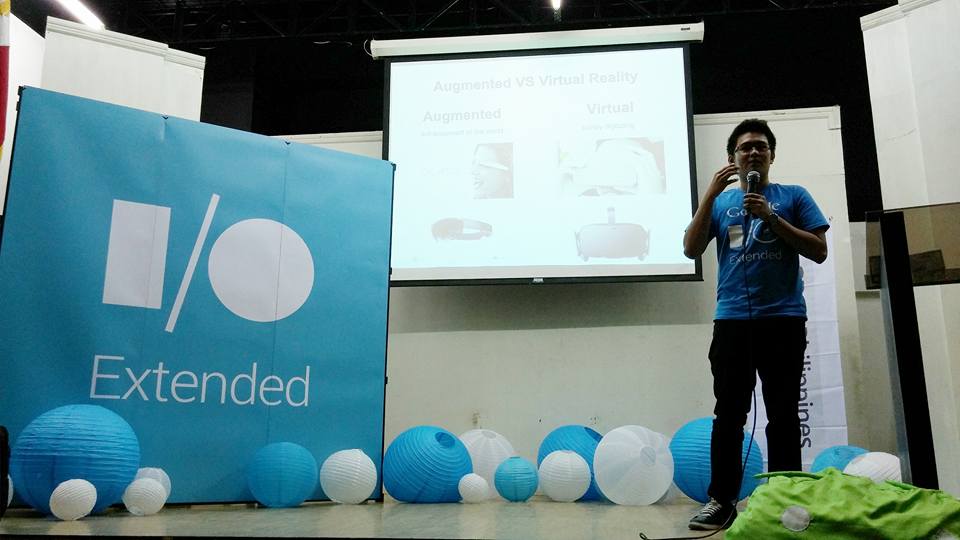 I/O
Extended
Augmented VS Virtual Reality
Augmented
Virtual
Google
I/O
Extended